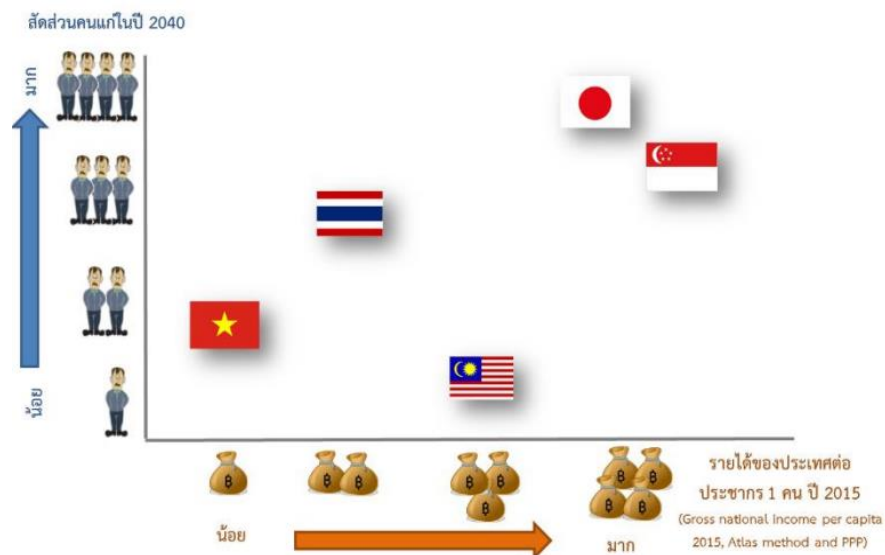 สัดส่วนคนแก่ในปี 2040
มาก
น้อย
฿
฿ ฿
฿ ฿
฿
฿ ฿
฿ ฿
น้อย
มาก
รายได้ของประเทศต่อ
ประชากร 1 คน ปี 2015
(Gross national income per capita
2015, Atlas method and PPP)